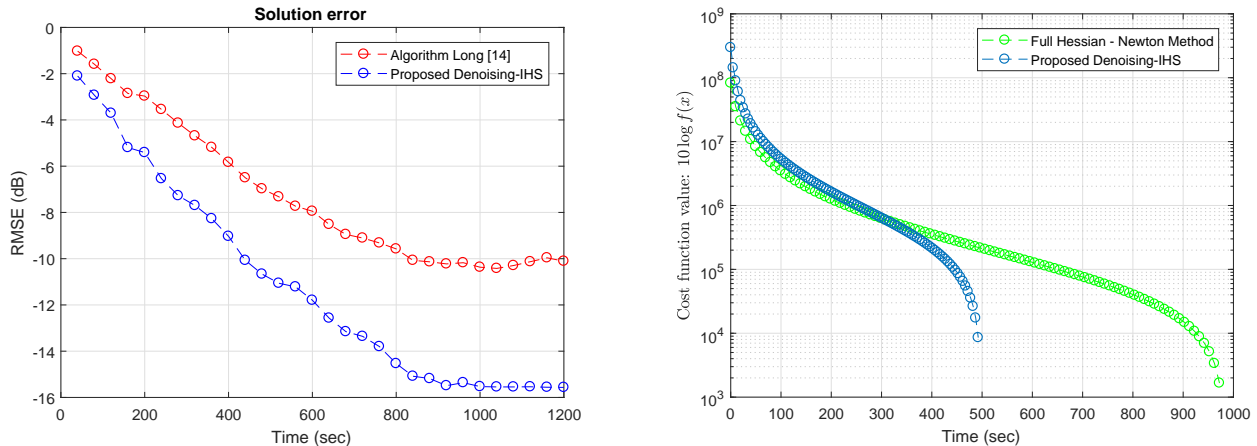 Solution error
Algorithm Long [14]
Proposed Denoising-IHS
RMSE (dB)
0
-2
-4
-6
-8
-10
-12
-14
-16
0 200 400 600 800 1000 1200
Time (sec)
Full Hessian - Newton Method
Proposed Denoising-IHS
Cost function value: 10 log f(x)
10^9
10^8
10^7
10^6
10^5
10^4
10^3
0 100 200 300 400 500 600 700 800 900 1000
Time (sec)